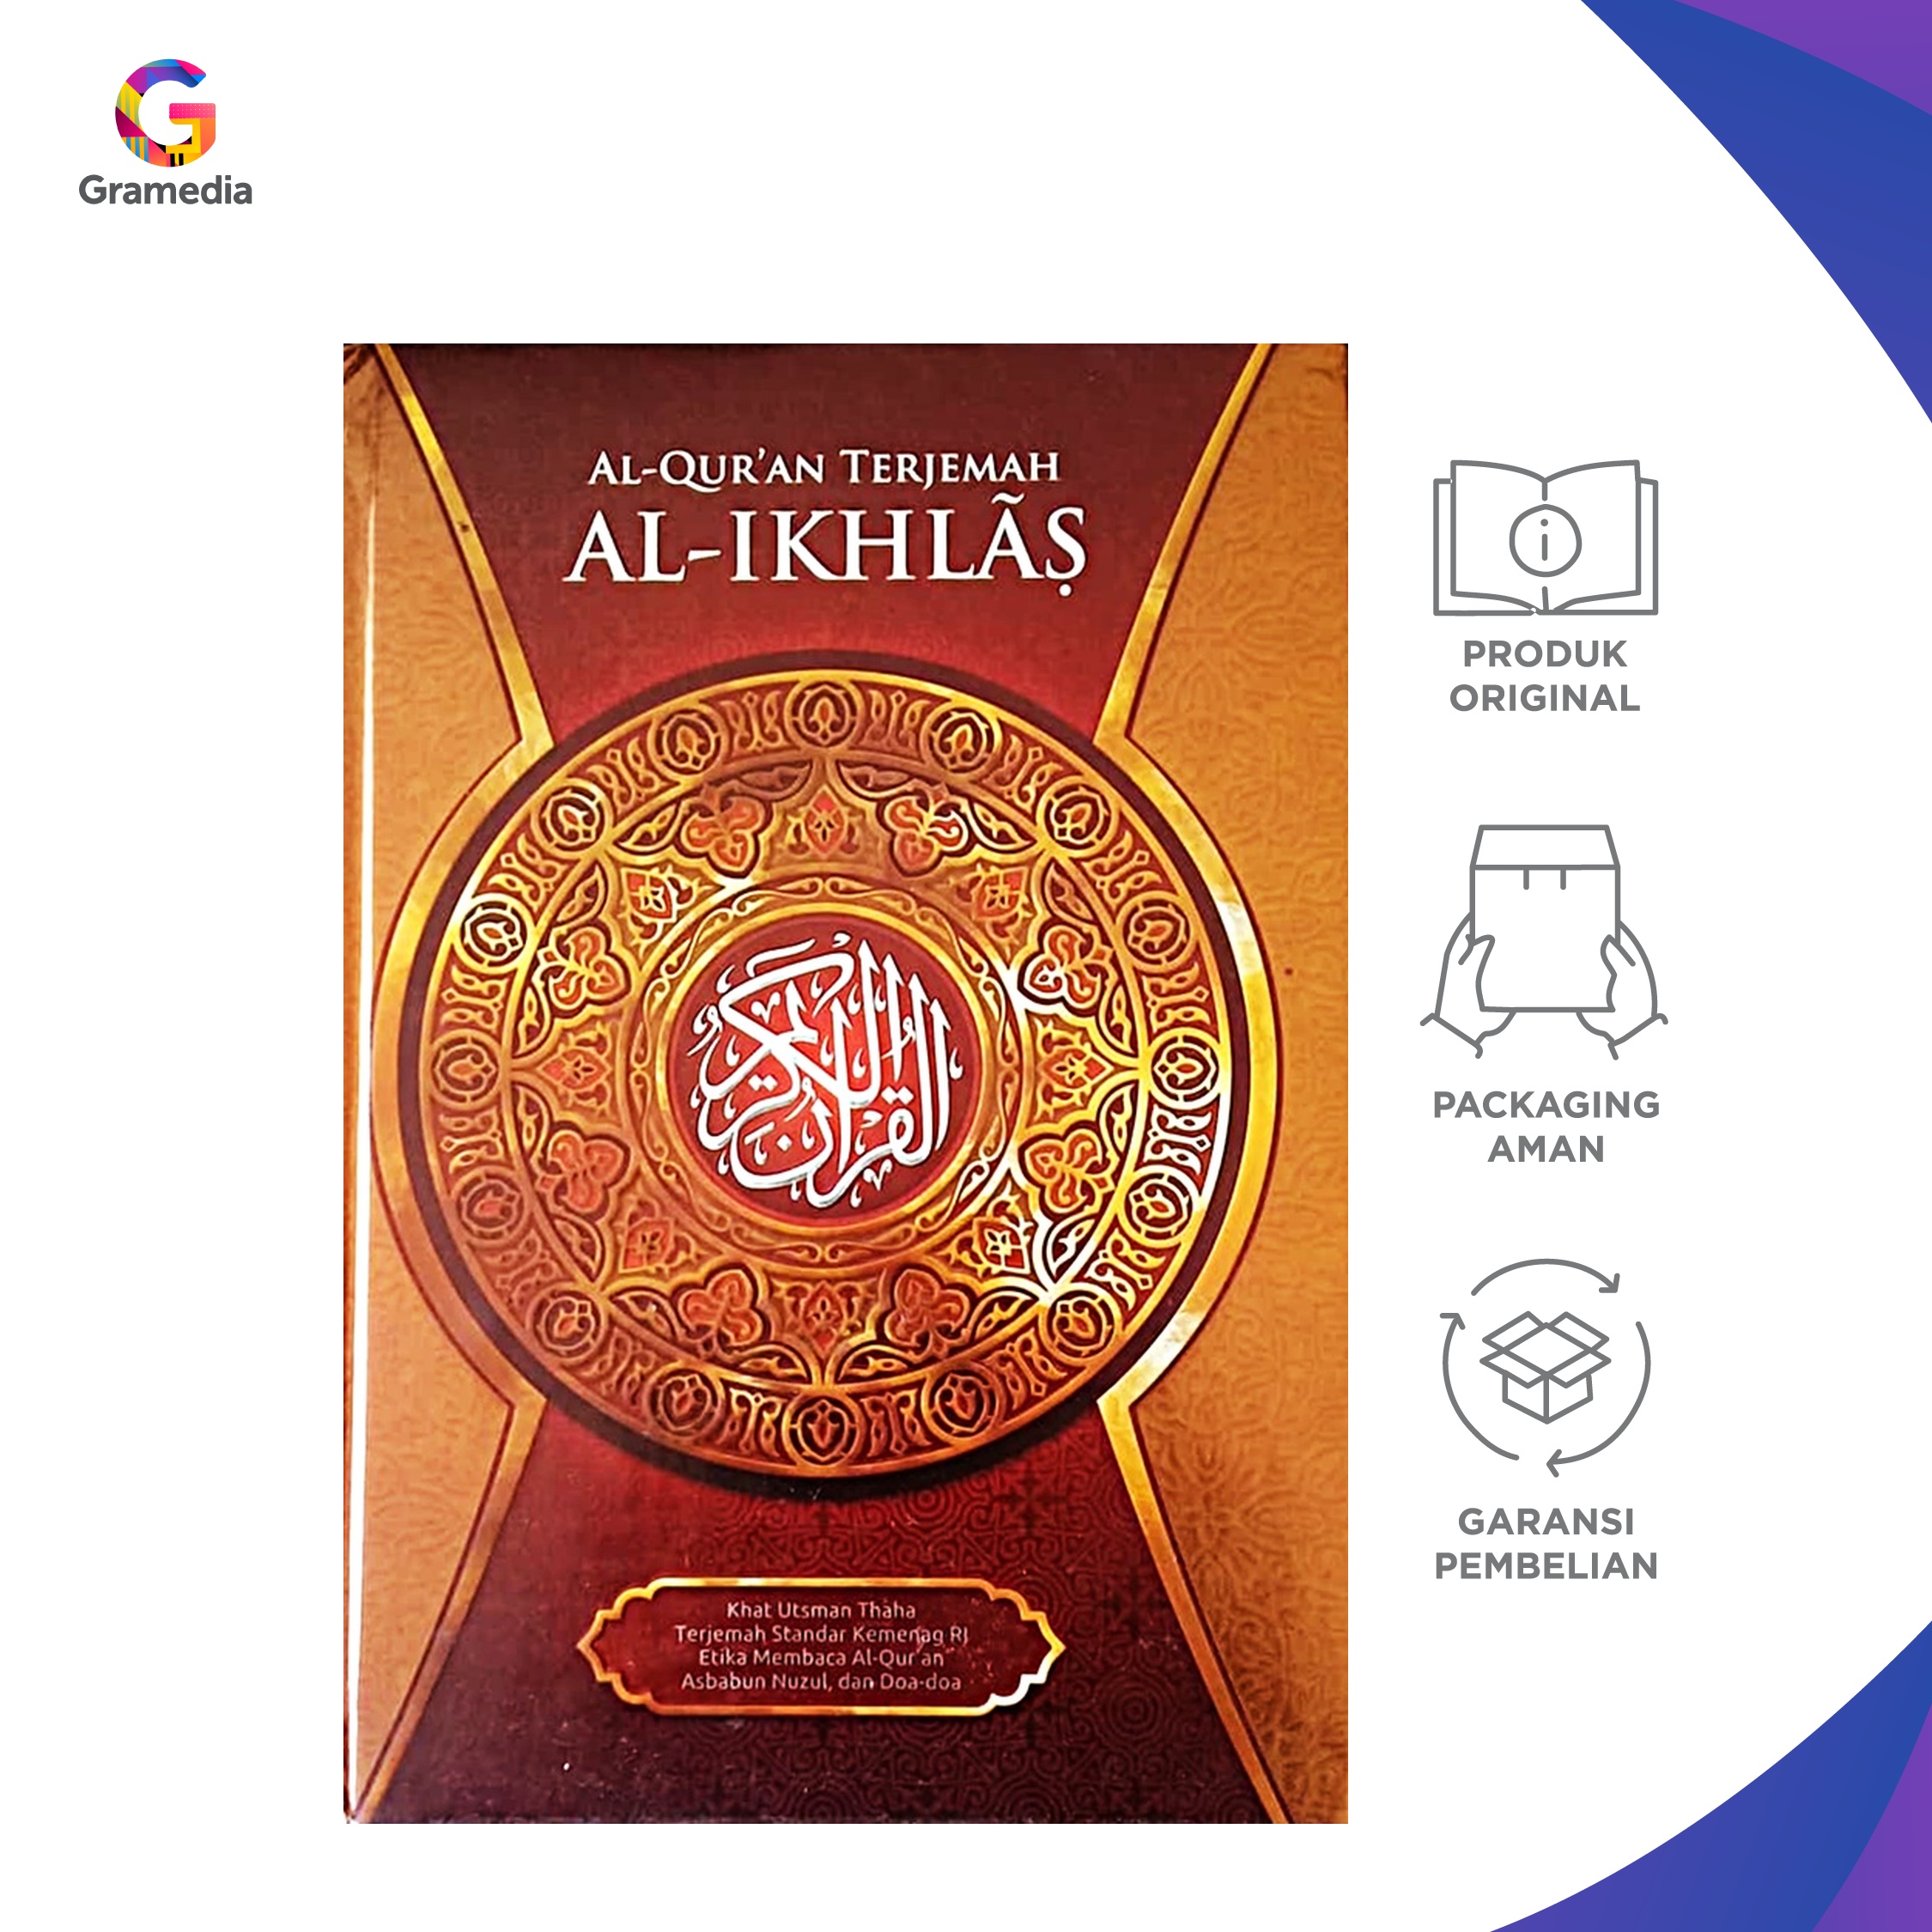 Gramedia
AL-QUR'AN TERJEMAH
AL-IKHLÃṢ
القرآن الكريم
Khat Utsman Thaha
Terjemah Standar Kemenag RI
Etika Membaca Al-Qur'an
Asbabun Nuzul, dan Doa-doa
PRODUK
ORIGINAL
PACKAGING
AMAN
GARANSI
PEMBELIAN